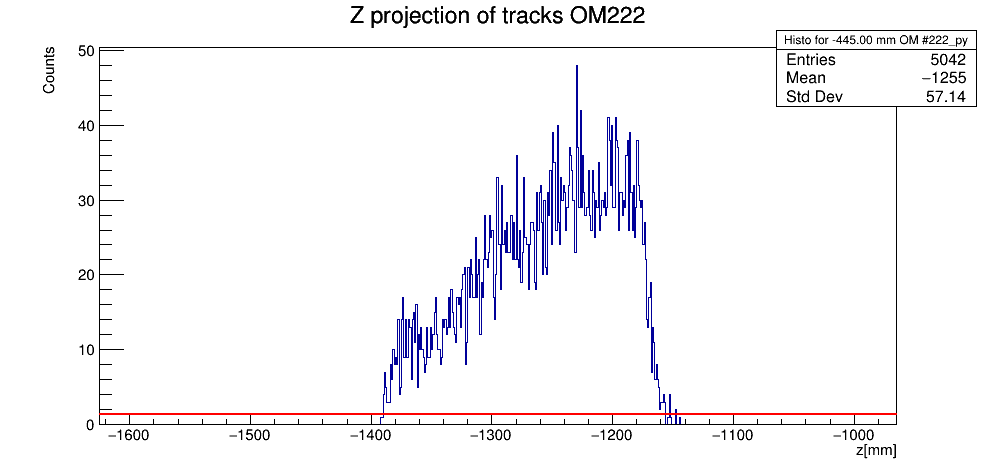 Z projection of tracks OM222
Histo for -445.00 mm OM #222_py
Entries 5042
Mean −1255
Std Dev 57.14
Counts
50
40
30
20
10
0
−1600 −1500 −1400 −1300 −1200 −1100 −1000
z[mm]